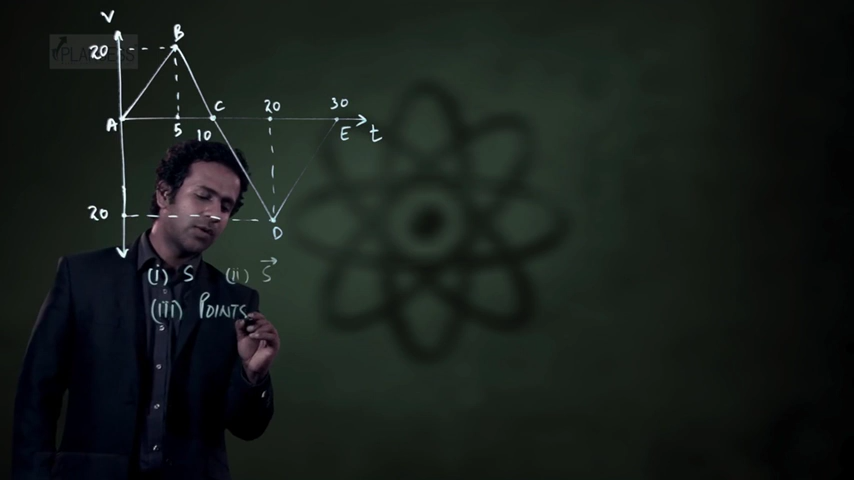 V
B
20
A
5
C
10
20
30
E
t
20
D
(i) S (ii) S⃗
(iii) POINTS